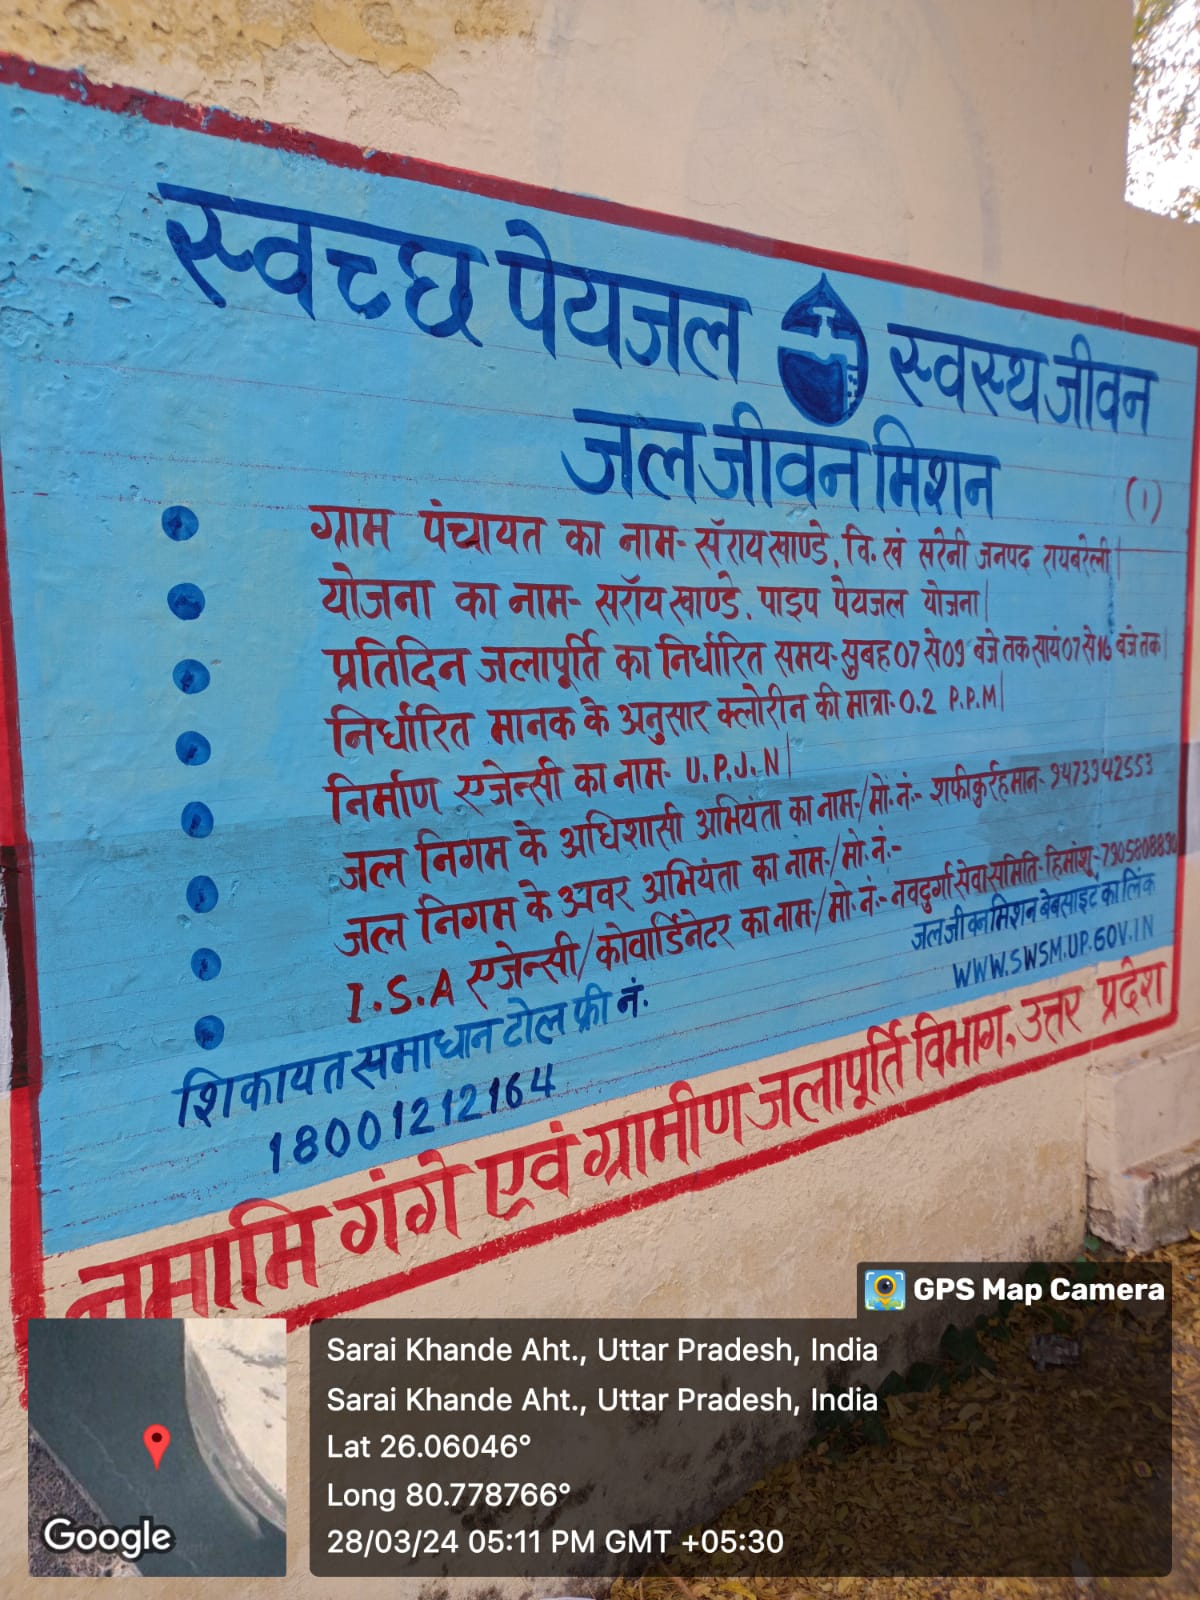 स्वच्छ पेयजल स्वस्थ जीवन
जल जीवन मिशन
(1)
ग्राम पंचायत का नाम- सॅराय खाण्डे, वि. खं सरेनी जनपद रायबरेली।
योजना का नाम- सरॉय खाण्डे, पाइप पेयजल योजना।
प्रतिदिन जलापूर्ति का निर्धारित समय- सुबह 07 से 09 बजे तक सायं 07 से बजे तक।
निर्धारित मानक के अनुसार क्लोरीन की मात्रा- 0.2 P.P.M।
निर्माण एजेन्सी का नाम- U.P.J.N।
जल निगम के अधिशासी अभियंता का नाम-/मो. नं.- शफीकुर्रहमान-
जल निगम के अवर अभियंता का नाम-/मो. नं.-
I.S.A एजेन्सी/कोवार्डिनेटर का नाम-/मो. नं.- नवदुर्गा सेवा समिति- हिमांशु-
जल जीवन मिशन बेबसाइट का लिंक
WWW.SWSM.UP.GOV.IN
शिकायत समाधान टोल फ्री नं.
18001212164
नमामि गंगे एवं ग्रामीण जलापूर्ति विभाग, उत्तर प्रदेश
GPS Map Camera
Sarai Khande Aht., Uttar Pradesh, India
Sarai Khande Aht., Uttar Pradesh, India
Lat 26.06046°
Long 80.778766°
28/03/24 05:11 PM GMT +05:30
Google